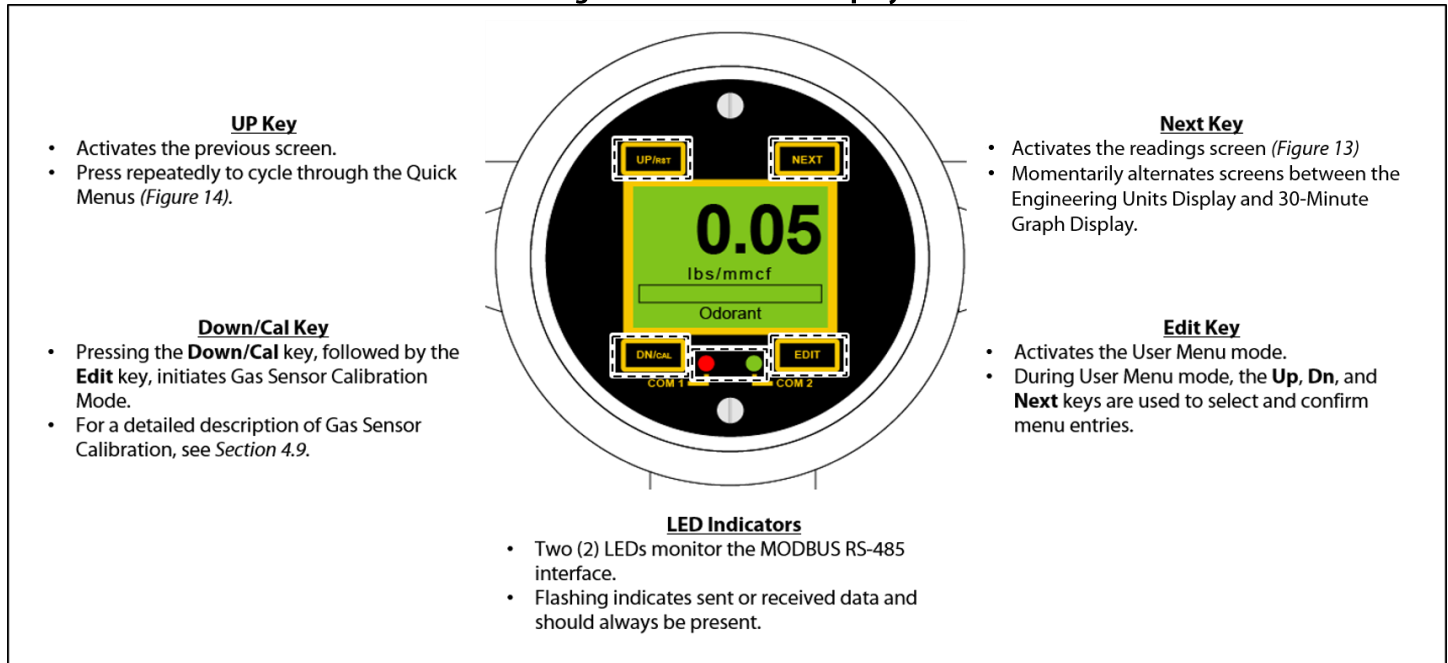 UP Key
• Activates the previous screen.
• Press repeatedly to cycle through the Quick
Menus (Figure 14).
Down/Cal Key
• Pressing the Down/Cal key, followed by the
Edit key, initiates Gas Sensor Calibration
Mode.
• For a detailed description of Gas Sensor
Calibration, see Section 4.9.
UP/RST
NEXT
0.05
lbs/mmcf
Odorant
DN/CAL
EDIT
COM 1
COM 2
Next Key
• Activates the readings screen (Figure 13)
• Momentarily alternates screens between the
Engineering Units Display and 30-Minute
Graph Display.
Edit Key
• Activates the User Menu mode.
• During User Menu mode, the Up, Dn, and
Next keys are used to select and confirm
menu entries.
LED Indicators
• Two (2) LEDs monitor the MODBUS RS-485
interface.
• Flashing indicates sent or received data and
should always be present.